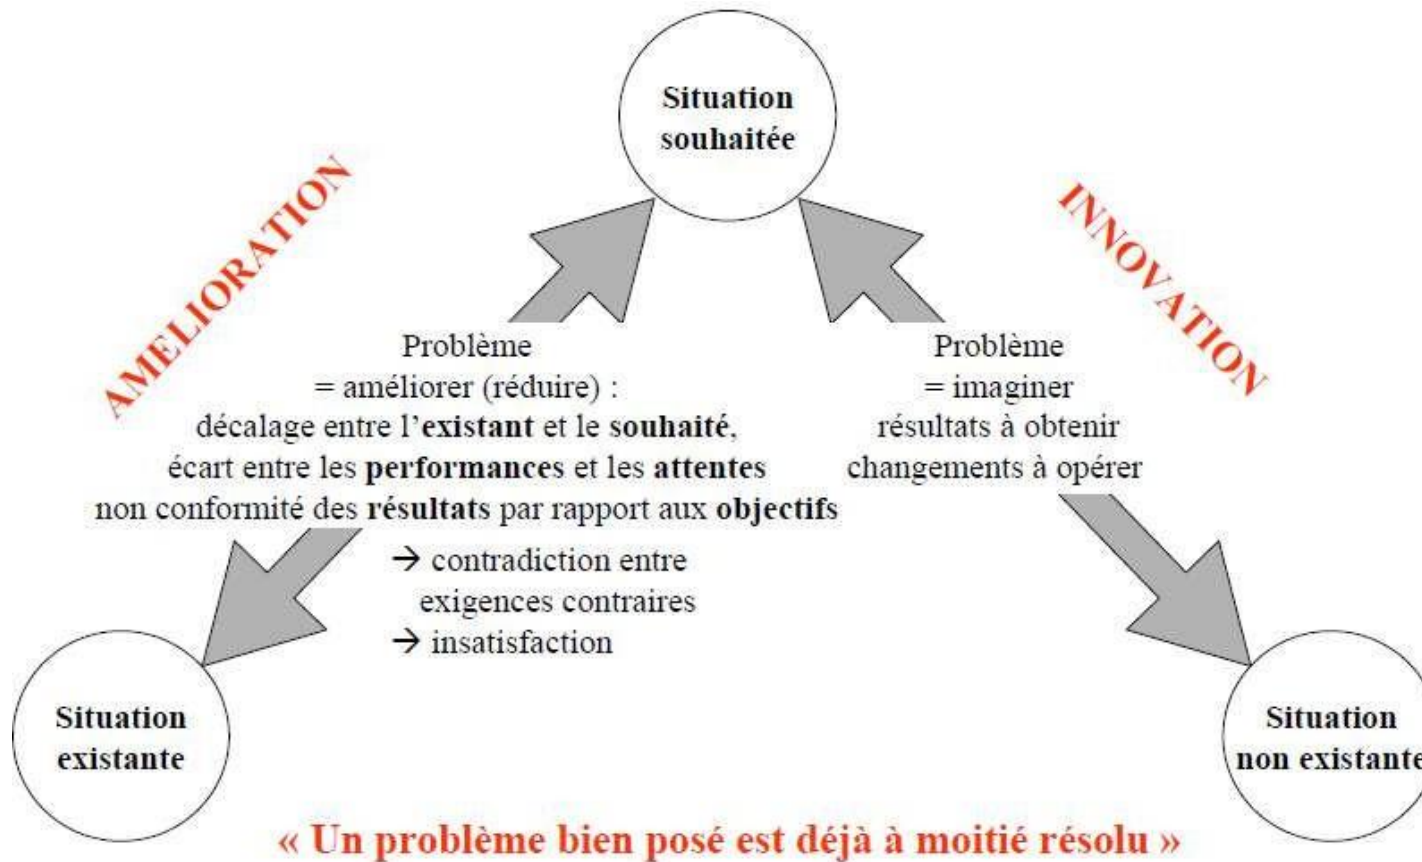 Situation
souhaitée
AMELIORATION
INNOVATION
Problème
= améliorer (réduire) :
décalage entre l’existant et le souhaité,
écart entre les performances et les attentes
non conformité des résultats par rapport aux objectifs
→ contradiction entre
exigences contraires
→ insatisfaction
Problème
= imaginer
résultats à obtenir
changements à opérer
Situation
existante
Situation
non existante
« Un problème bien posé est déjà à moitié résolu »